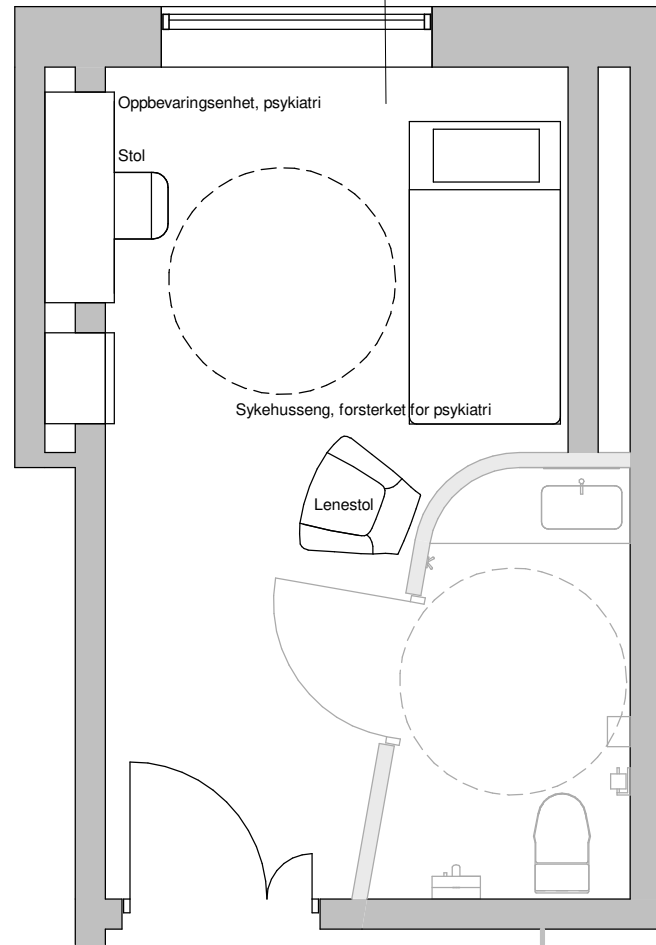 Oppbevaringsenhet, psykiatri
Stol
Sykehusseng, forsterket for psykiatri
Lenestol